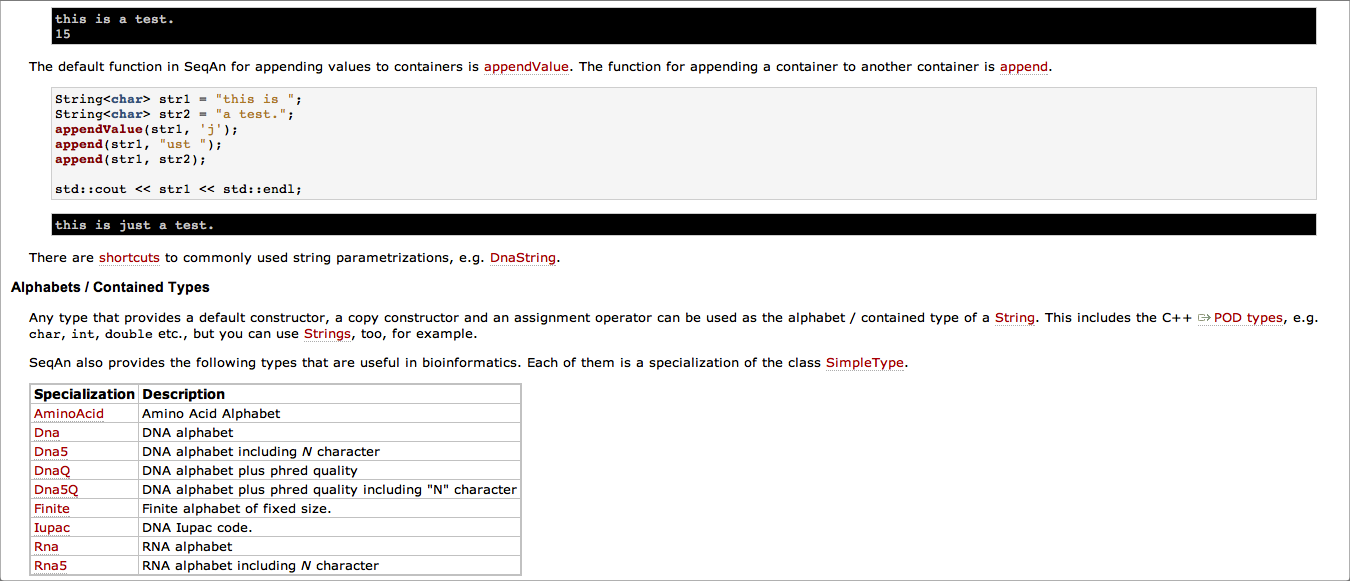 this is a test.
15
The default function in SeqAn for appending values to containers is appendValue. The function for appending a container to another container is append.
String<char> str1 = "this is ";
String<char> str2 = "a test.";
appendValue(str1, 'j');
append(str1, "ust ");
append(str1, str2);
std::cout << str1 << std::endl;
this is just a test.
There are shortcuts to commonly used string parametrizations, e.g. DnaString.
Alphabets / Contained Types
Any type that provides a default constructor, a copy constructor and an assignment operator can be used as the alphabet / contained type of a String. This includes the C++ POD types, e.g.
char, int, double etc., but you can use Strings, too, for example.
SeqAn also provides the following types that are useful in bioinformatics. Each of them is a specialization of the class SimpleType.
Specialization Description
AminoAcid Amino Acid Alphabet
Dna DNA alphabet
Dna5 DNA alphabet including N character
DnaQ DNA alphabet plus phred quality
Dna5Q DNA alphabet plus phred quality including "N" character
Finite Finite alphabet of fixed size.
Iupac DNA Iupac code.
Rna RNA alphabet
Rna5 RNA alphabet including N character